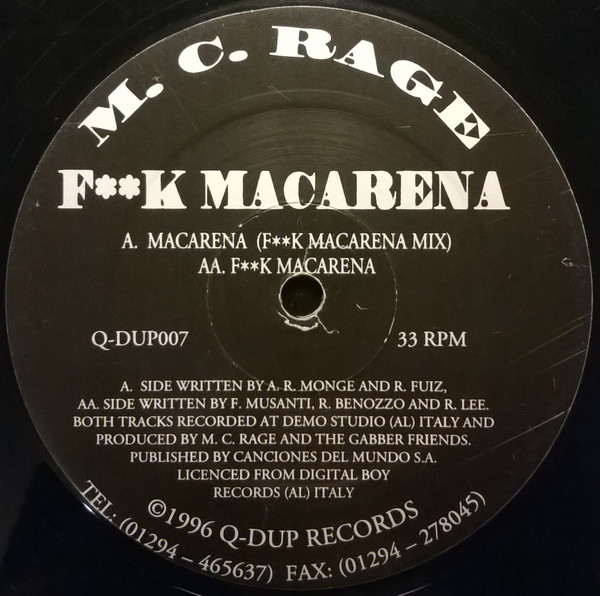 M. C. RAGE
F**K MACARENA
A. MACARENA (F**K MACARENA MIX)
AA. F**K MACARENA
Q-DUP007
33 RPM
A. SIDE WRITTEN BY A. R. MONGE AND R. FUIZ,
AA. SIDE WRITTEN BY F. MUSANTI, R. BENOZZO AND R. LEE.
BOTH TRACKS RECORDED AT DEMO STUDIO (AL) ITALY AND
PRODUCED BY M. C. RAGE AND THE GABBER FRIENDS.
PUBLISHED BY CANCIONES DEL MUNDO S.A.
LICENCED FROM DIGITAL BOY
RECORDS (AL) ITALY
©1996 Q-DUP RECORDS
TEL: (01294 – 465637) FAX: (01294 – 278045)